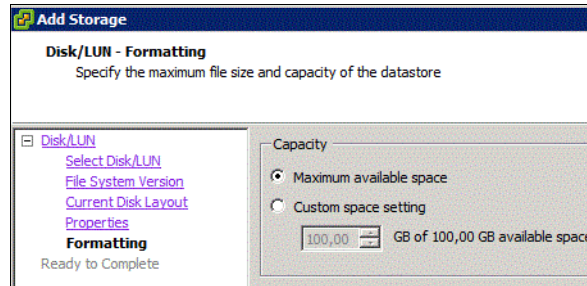 Add Storage
Disk/LUN - Formatting
Specify the maximum file size and capacity of the datastore
Disk/LUN
Select Disk/LUN
File System Version
Current Disk Layout
Properties
Formatting
Ready to Complete
Capacity
Maximum available space
Custom space setting
100,00 GB of 100,00 GB available space